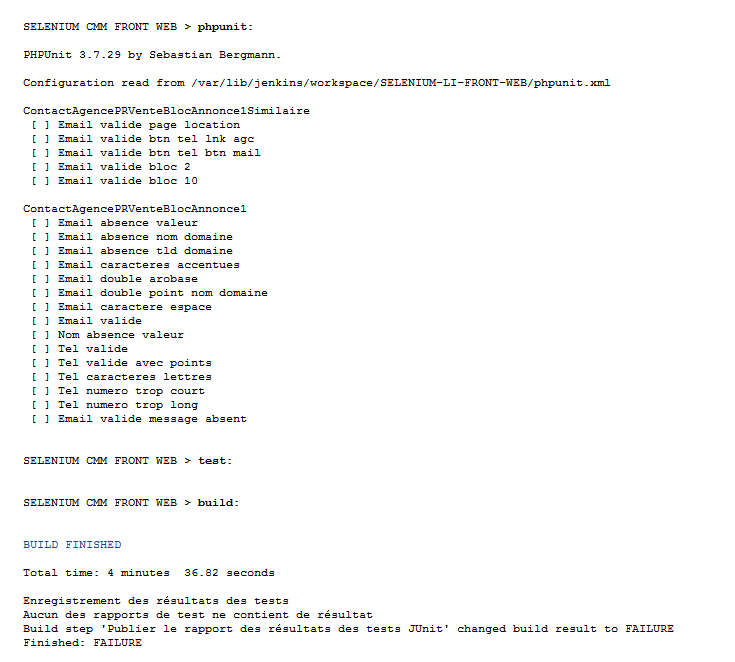 SELENIUM CMM FRONT WEB > phpunit:
PHPUnit 3.7.29 by Sebastian Bergmann.
Configuration read from /var/lib/jenkins/workspace/SELENIUM-LI-FRONT-WEB/phpunit.xml
ContactAgencePRVenteBlocAnnonce1Similaire
[ ] Email valide page location
[ ] Email valide btn tel lnk agc
[ ] Email valide btn tel btn mail
[ ] Email valide bloc 2
[ ] Email valide bloc 10
ContactAgencePRVenteBlocAnnonce1
[ ] Email absence valeur
[ ] Email absence nom domaine
[ ] Email absence tld domaine
[ ] Email caracteres accentues
[ ] Email double arobase
[ ] Email double point nom domaine
[ ] Email caractere espace
[ ] Email valide
[ ] Nom absence valeur
[ ] Tel valide
[ ] Tel valide avec points
[ ] Tel caracteres lettres
[ ] Tel numero trop court
[ ] Tel numero trop long
[ ] Email valide message absent
SELENIUM CMM FRONT WEB > test:
SELENIUM CMM FRONT WEB > build:
BUILD FINISHED
Total time: 4 minutes  36.82 seconds
Enregistrement des résultats des tests
Aucun des rapports de test ne contient de résultat
Build step 'Publier le rapport des résultats des tests JUnit' changed build result to FAILURE
Finished: FAILURE